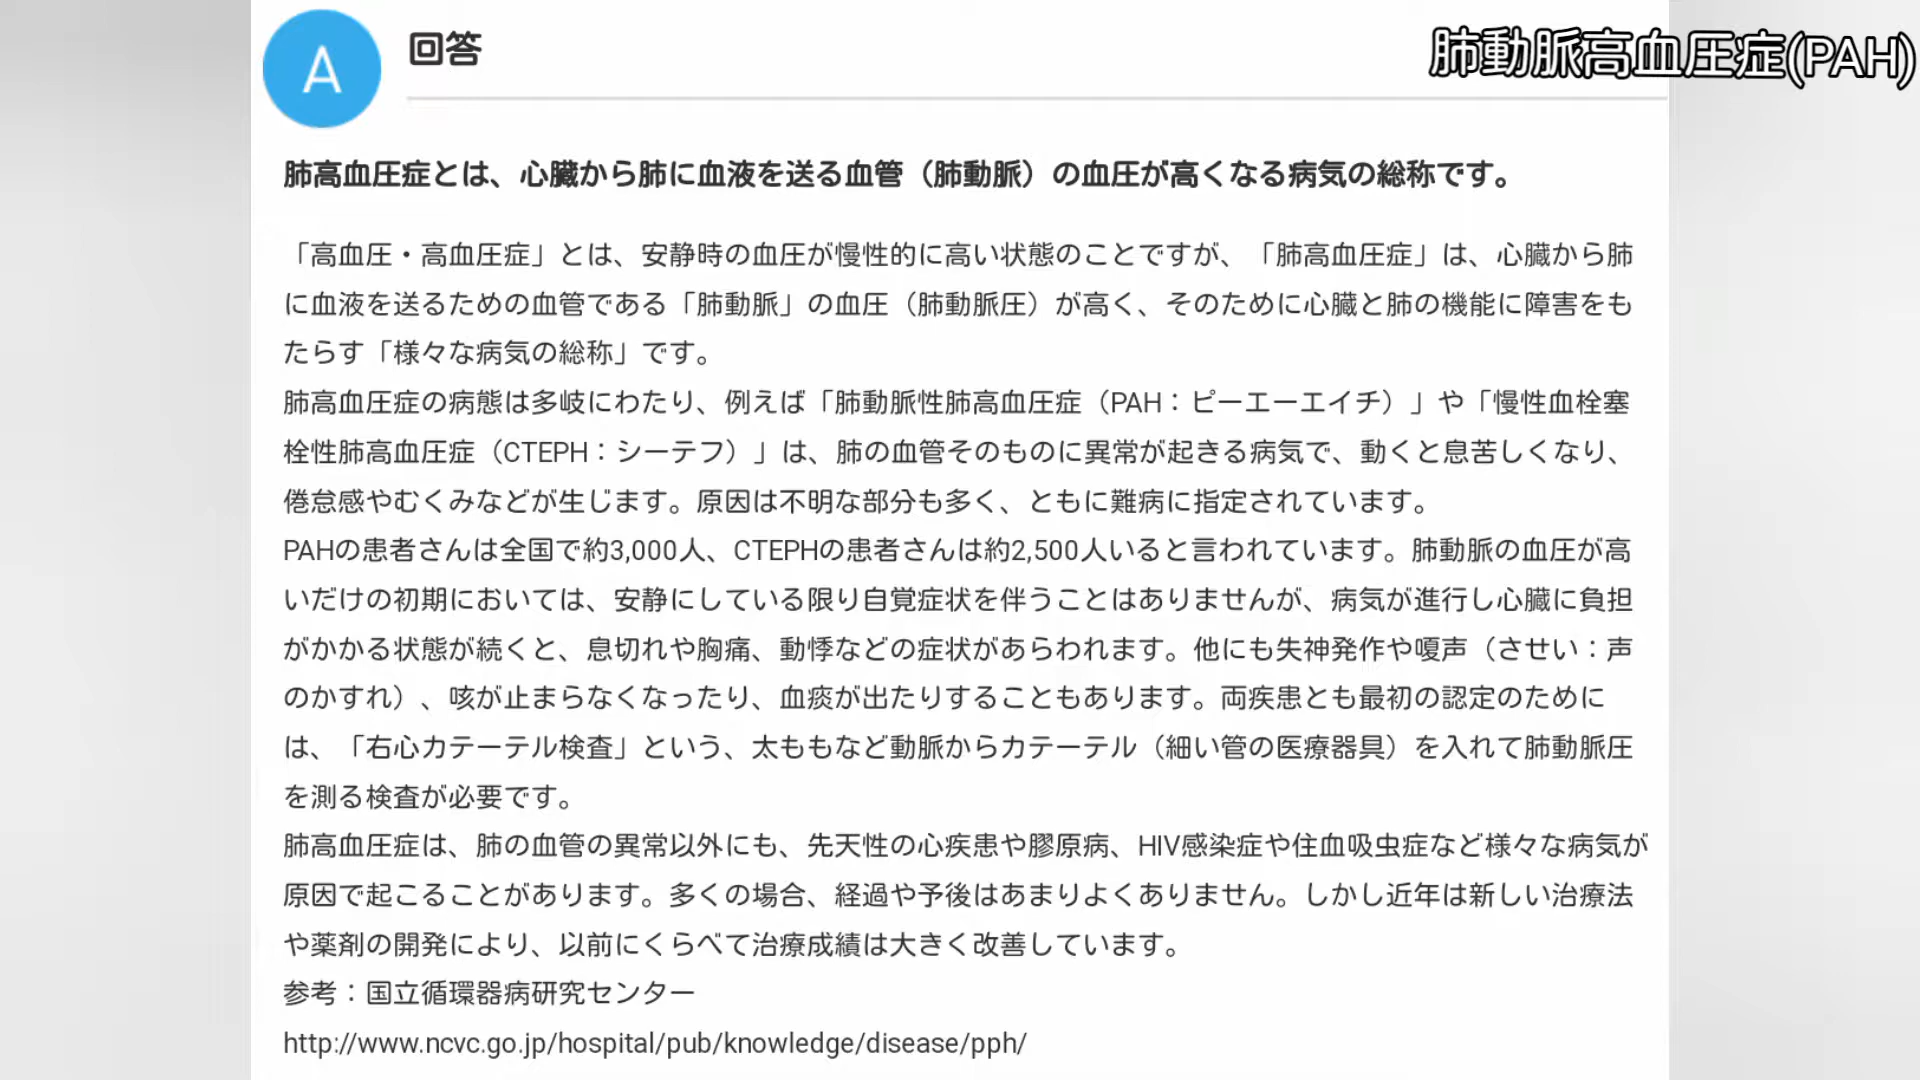 A
回答
肺動脈高血圧症(PAH)
肺高血圧症とは、心臓から肺に血液を送る血管（肺動脈）の血圧が高くなる病気の総称です。
「高血圧・高血圧症」とは、安静時の血圧が慢性的に高い状態のことですが、「肺高血圧症」は、心臓から肺
に血液を送るための血管である「肺動脈」の血圧（肺動脈圧）が高く、そのために心臓と肺の機能に障害をも
たらす「様々な病気の総称」です。
肺高血圧症の病態は多岐にわたり、例えば「肺動脈性肺高血圧症（PAH：ピーエーエイチ）」や「慢性血栓塞
栓性肺高血圧症（CTEPH：シーテフ）」は、肺の血管そのものに異常が起きる病気で、動くと息苦しくなり、
倦怠感やむくみなどが生じます。原因は不明な部分も多く、ともに難病に指定されています。
PAHの患者さんは全国で約3,000人、CTEPHの患者さんは約2,500人いると言われています。肺動脈の血圧が高
いだけの初期においては、安静にしている限り自覚症状を伴うことはありませんが、病気が進行し心臓に負担
がかかる状態が続くと、息切れや胸痛、動悸などの症状があらわれます。他にも失神発作や嗄声（させい：声
のかすれ）、咳が止まらなくなったり、血痰が出たりすることもあります。両疾患とも最初の認定のために
は、「右心カテーテル検査」という、太ももなど動脈からカテーテル（細い管の医療器具）を入れて肺動脈圧
を測る検査が必要です。
肺高血圧症は、肺の血管の異常以外にも、先天性の心疾患や膠原病、HIV感染症や住血吸虫症など様々な病気が
原因で起こることがあります。多くの場合、経過や予後はあまりよくありません。しかし近年は新しい治療法
や薬剤の開発により、以前にくらべて治療成績は大きく改善しています。
参考：国立循環器病研究センター
http://www.ncvc.go.jp/hospital/pub/knowledge/disease/pph/